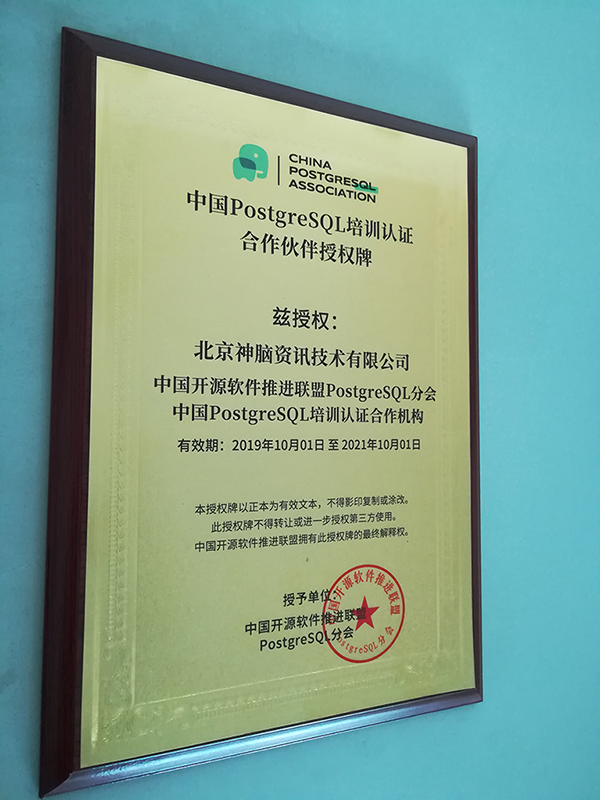 CHINA
POSTGRESQL
ASSOCIATION
中国PostgreSQL培训认证
合作伙伴授权牌
兹授权：
北京神脑资讯技术有限公司
中国开源软件推进联盟PostgreSQL分会
中国PostgreSQL培训认证合作机构
有效期：2019年10月01日 至 2021年10月01日
本授权牌以正本为有效文本，不得影印复制或涂改。
此授权牌不得转让或进一步授权第三方使用。
中国开源软件推进联盟拥有此授权牌的最终解释权。
授予单位：
中国开源软件推进联盟
PostgreSQL分会
中国开源软件推进联盟
PostgreSQL分会